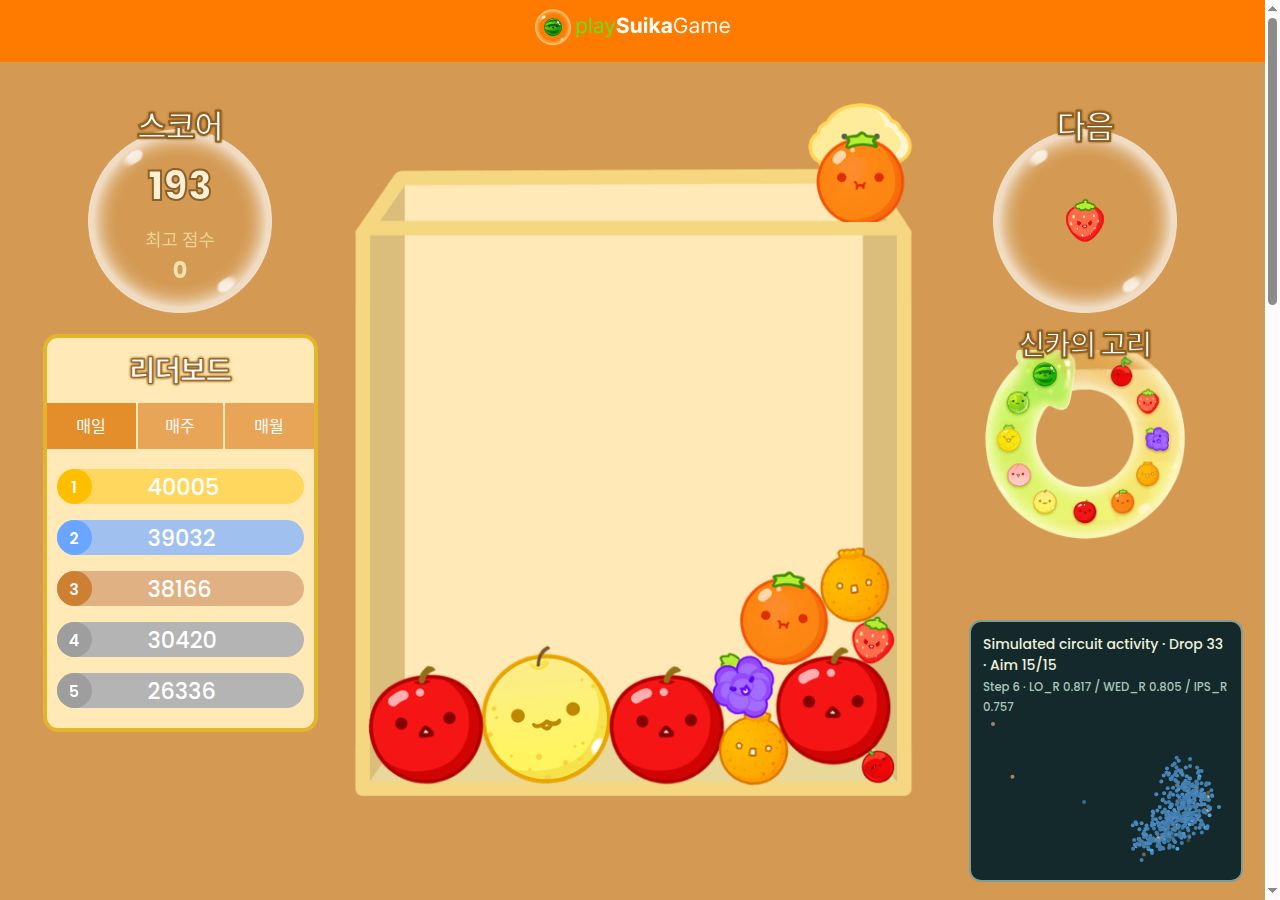 playSuikaGame
스코어
193
최고 점수
0
리더보드
매일 매주 매월
1 40005
2 39032
3 38166
4 30420
5 26336
다음
신카의 고리
Simulated circuit activity · Drop 33
· Aim 15/15
Step 6 · LO_R 0.817 / WED_R 0.805 / IPS_R
0.757